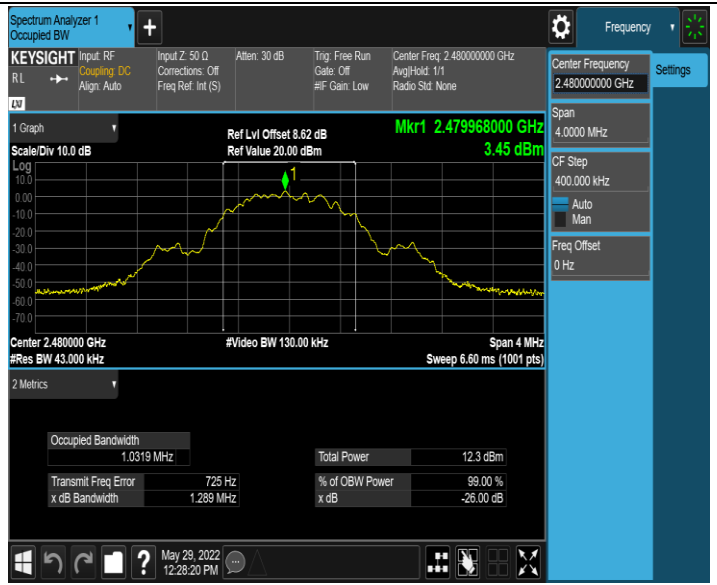 Spectrum Analyzer 1
Occupied BW
+
Frequency
KEYSIGHT
RL
LXI
Input: RF
Coupling: DC
Align: Auto
Input Z: 50 Ω
Corrections: Off
Freq Ref: Int (S)
Atten: 30 dB
Trig: Free Run
Gate: Off
#IF Gain: Low
Center Freq: 2.480000000 GHz
Avg|Hold: 1/1
Radio Std: None
Center Frequency
2.480000000 GHz
Settings
Span
4.0000 MHz
CF Step
400.000 kHz
Auto
Man
Freq Offset
0 Hz
1 Graph
Scale/Div 10.0 dB
Ref Lvl Offset 8.62 dB
Ref Value 20.00 dBm
Mkr1 2.479968000 GHz
3.45 dBm
Log
10.0
0.00
-10.0
-20.0
-30.0
-40.0
-50.0
-60.0
-70.0
1
Center 2.480000 GHz
#Res BW 43.000 kHz
#Video BW 130.00 kHz
Span 4 MHz
Sweep 6.60 ms (1001 pts)
2 Metrics
Occupied Bandwidth
1.0319 MHz
Total Power 12.3 dBm
Transmit Freq Error 725 Hz
% of OBW Power 99.00 %
x dB Bandwidth 1.289 MHz
x dB -26.00 dB
?
May 29, 2022
12:28:20 PM